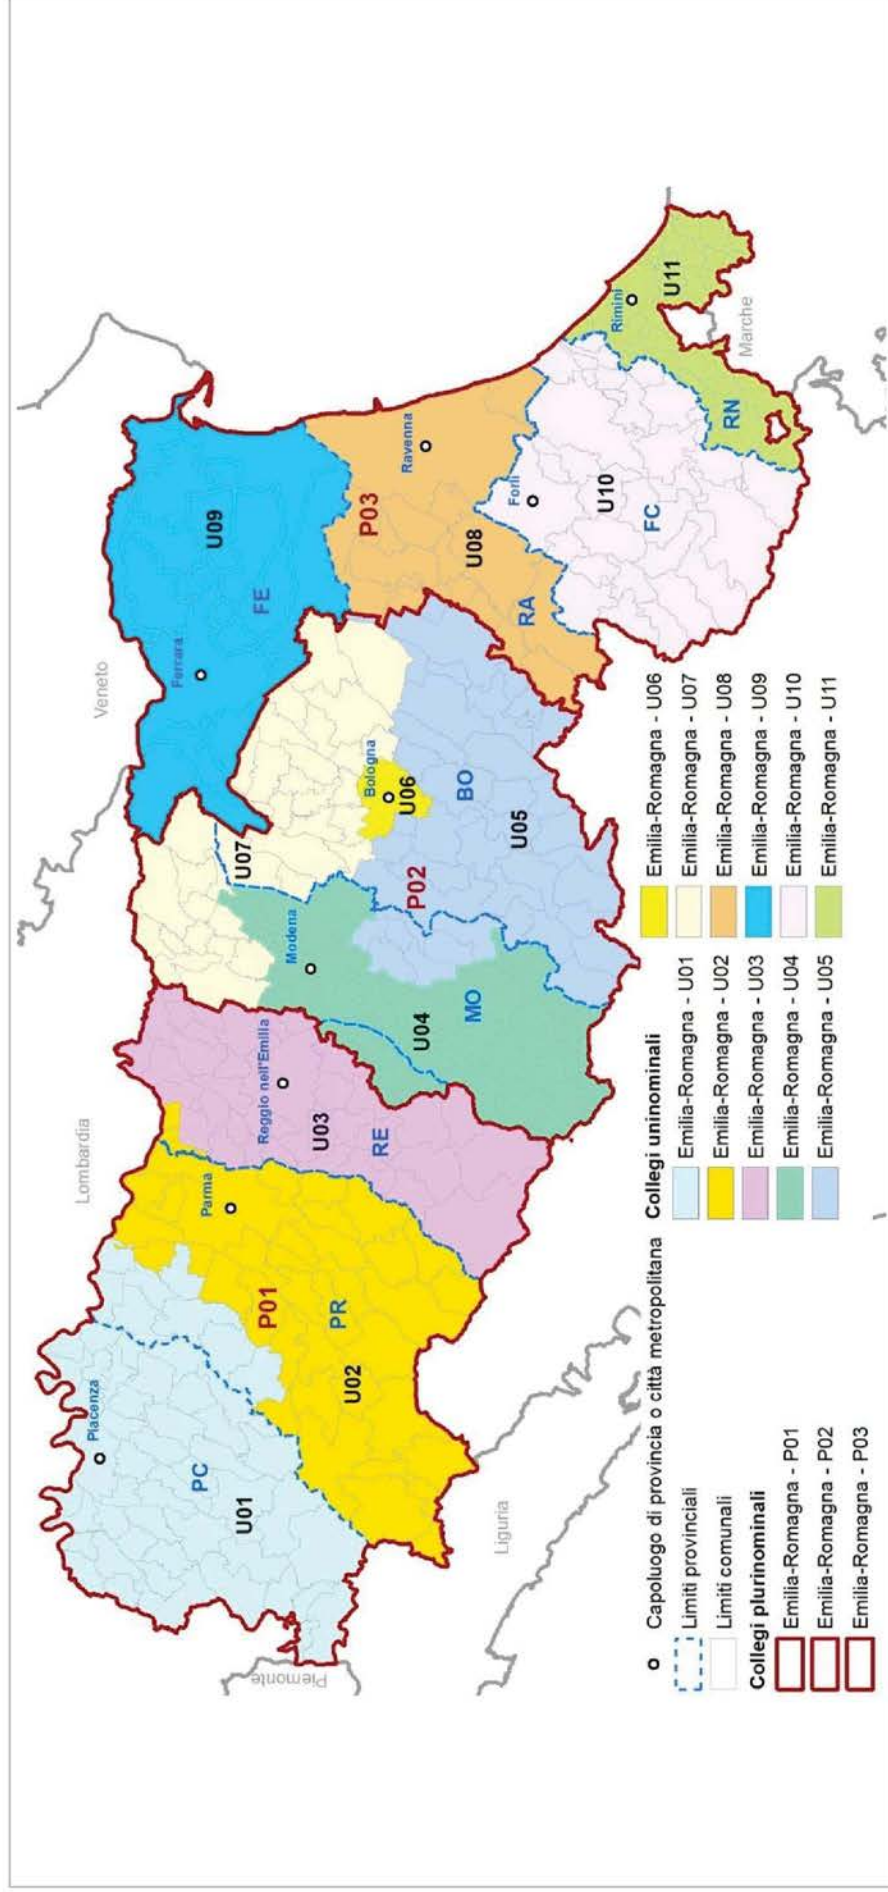 Lombardia
Veneto
Piemonte
Liguria
Marche
Piacenza
PC
U01
Parma
P01
PR
U02
Reggio nell'Emilia
U03
RE
Modena
U04
MO
U07
Bologna
U06
P02
BO
U05
Ferrara
U09
FE
P03
Ravenna
U08
RA
Forlì
U10
FC
Rimini
U11
RN
Capoluogo di provincia o città metropolitana
Limiti provinciali
Limiti comunali
Collegi plurinominali
Emilia-Romagna - P01
Emilia-Romagna - P02
Emilia-Romagna - P03
Collegi uninominali
Emilia-Romagna - U01
Emilia-Romagna - U02
Emilia-Romagna - U03
Emilia-Romagna - U04
Emilia-Romagna - U05
Emilia-Romagna - U06
Emilia-Romagna - U07
Emilia-Romagna - U08
Emilia-Romagna - U09
Emilia-Romagna - U10
Emilia-Romagna - U11